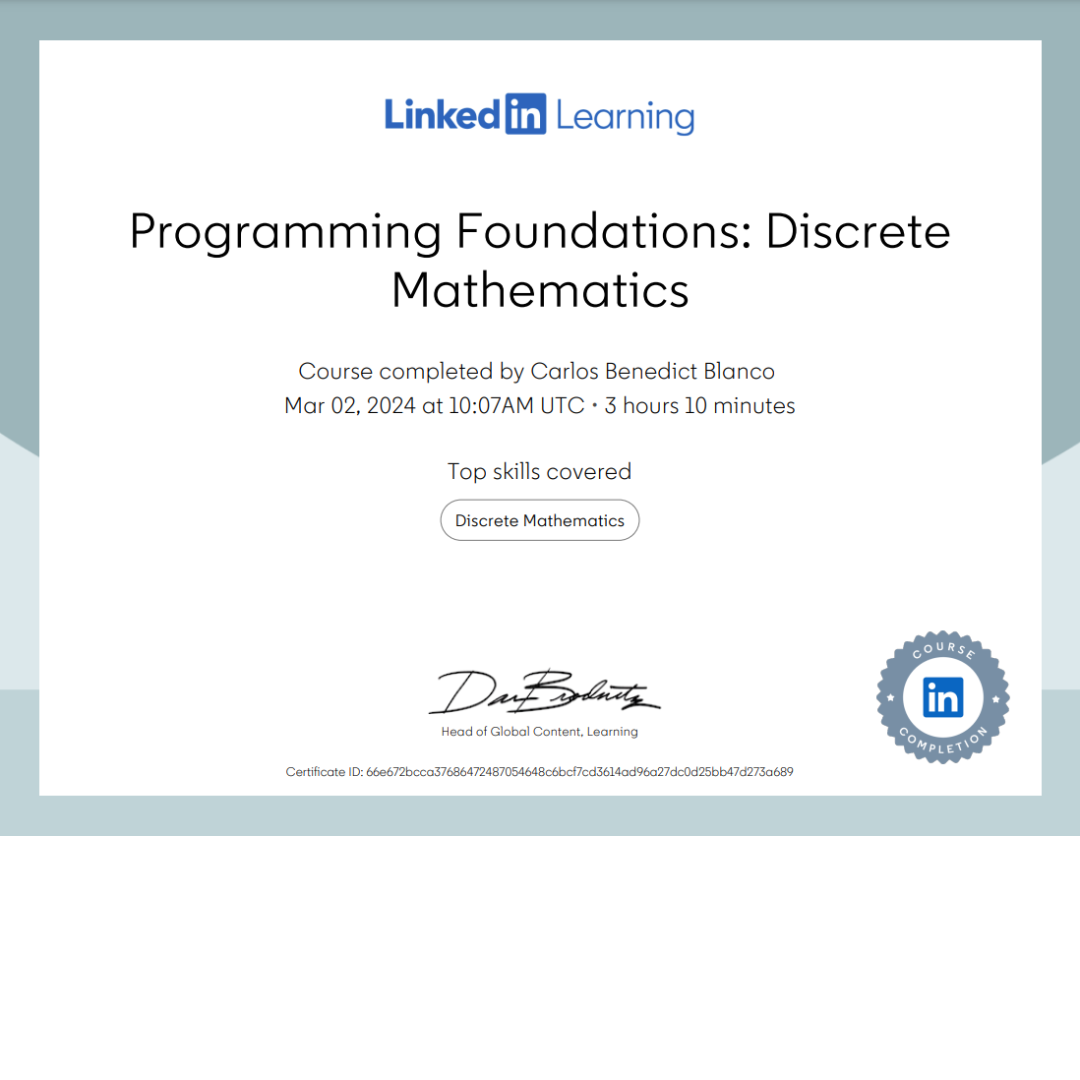 Linkedin Learning
Programming Foundations: Discrete
Mathematics
Course completed by Carlos Benedict Blanco
Mar 02, 2024 at 10:07AM UTC • 3 hours 10 minutes
Top skills covered
Discrete Mathematics
Dan Brodnitz
Head of Global Content, Learning
COURSE
in
COMPLETION
Certificate ID: 66e672bcca37686472487054648c6bcf7cd3614ad96a27dc0d25bb47d273a689